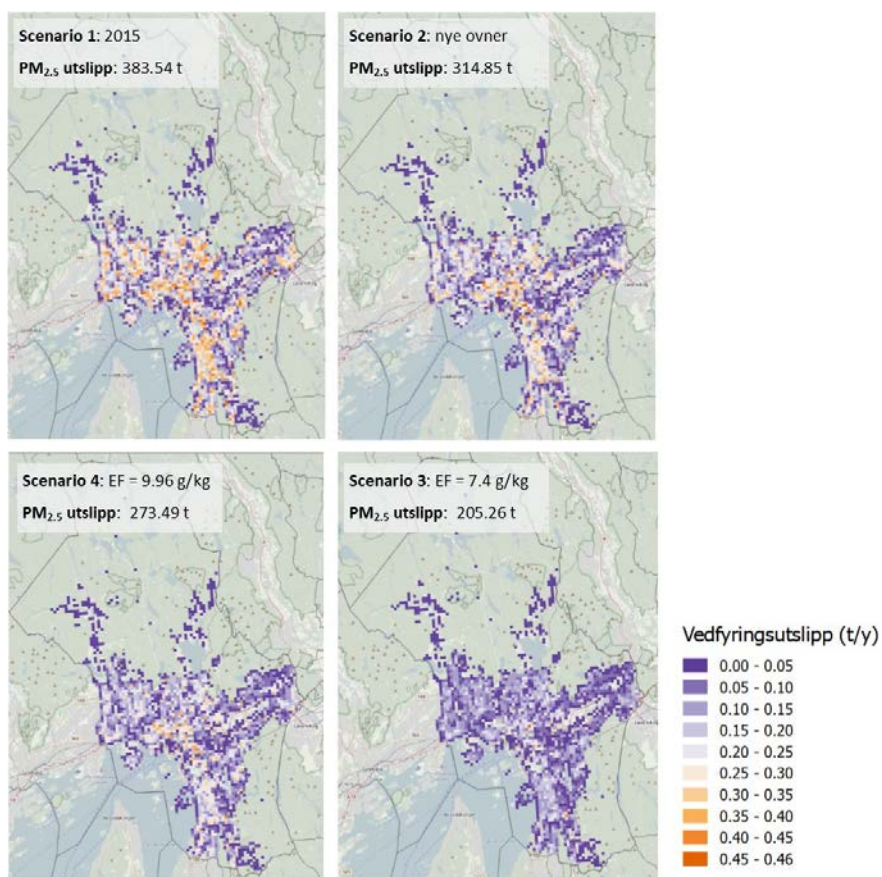 Scenario 1: 2015
PM2.5 utslipp: 383.54 t
Scenario 2: nye ovner
PM2.5 utslipp: 314.85 t
Scenario 4: EF = 9.96 g/kg
PM2.5 utslipp: 273.49 t
Scenario 3: EF = 7.4 g/kg
PM2.5 utslipp: 205.26 t
Vedfyringsutslipp (t/y)
0.00 - 0.05
0.05 - 0.10
0.10 - 0.15
0.15 - 0.20
0.20 - 0.25
0.25 - 0.30
0.30 - 0.35
0.35 - 0.40
0.40 - 0.45
0.45 - 0.46